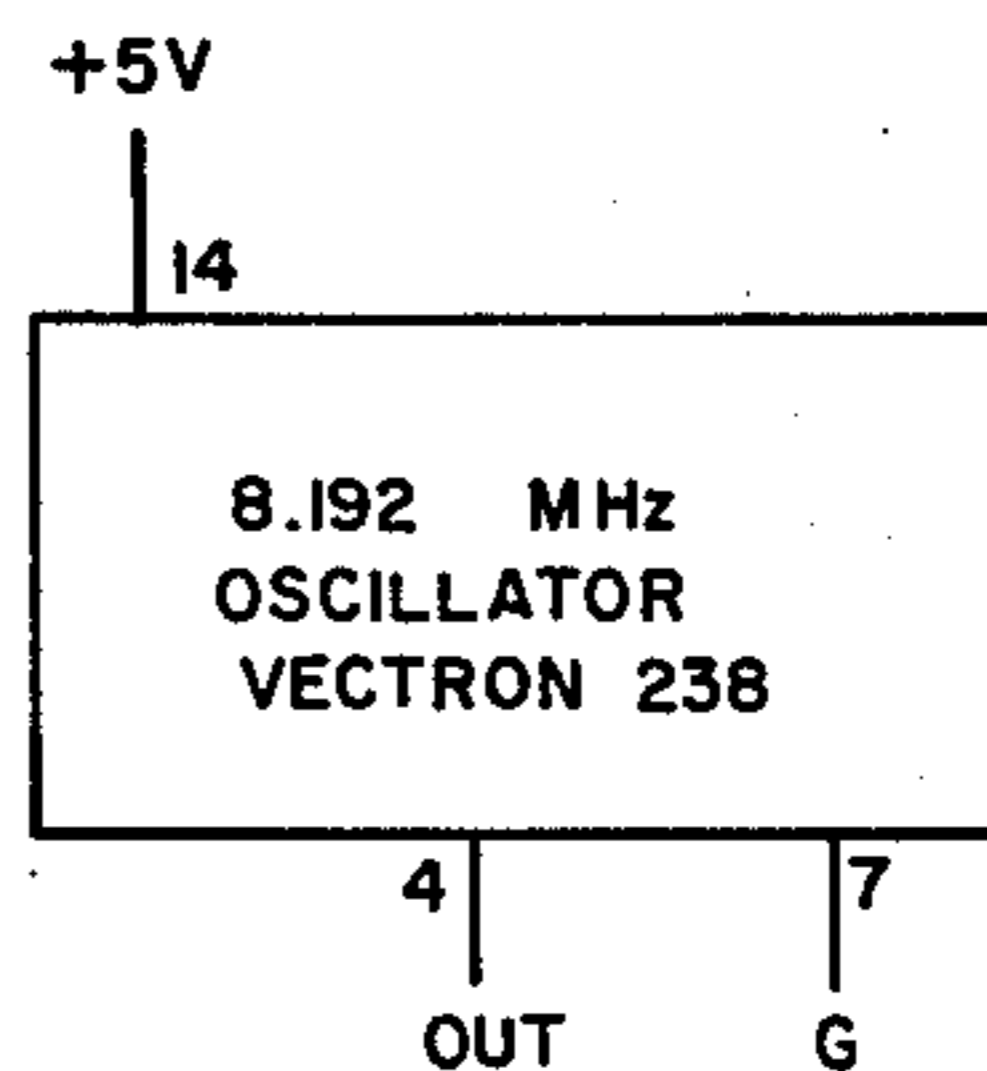 +5V
14
8.192 MHz
OSCILLATOR
VECTRON 238
4 7
OUT G